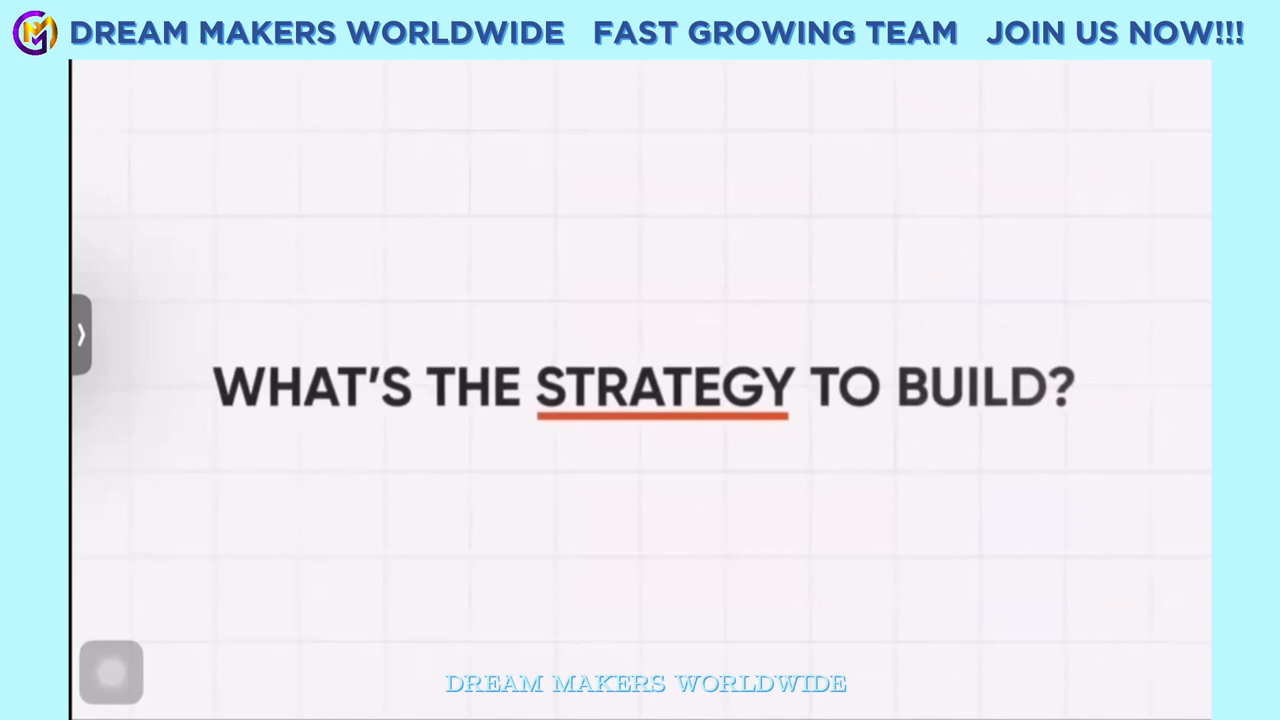 DREAM MAKERS WORLDWIDE FAST GROWING TEAM JOIN US NOW!!!
WHAT'S THE STRATEGY TO BUILD?
DREAM MAKERS WORLDWIDE